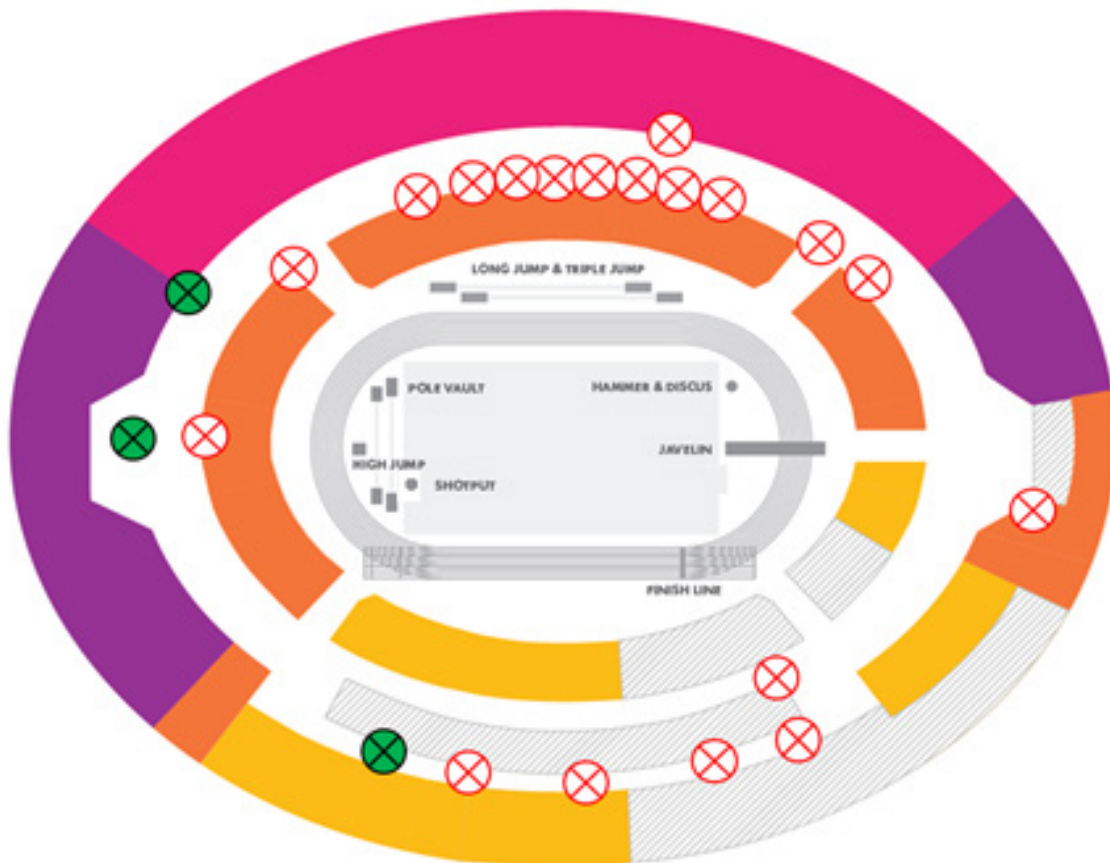 LONG JUMP & TRIPLE JUMP
POLE VAULT
HAMMER & DISCUS
JAVELIN
HIGH JUMP
SHOTPUT
FINISH LINE